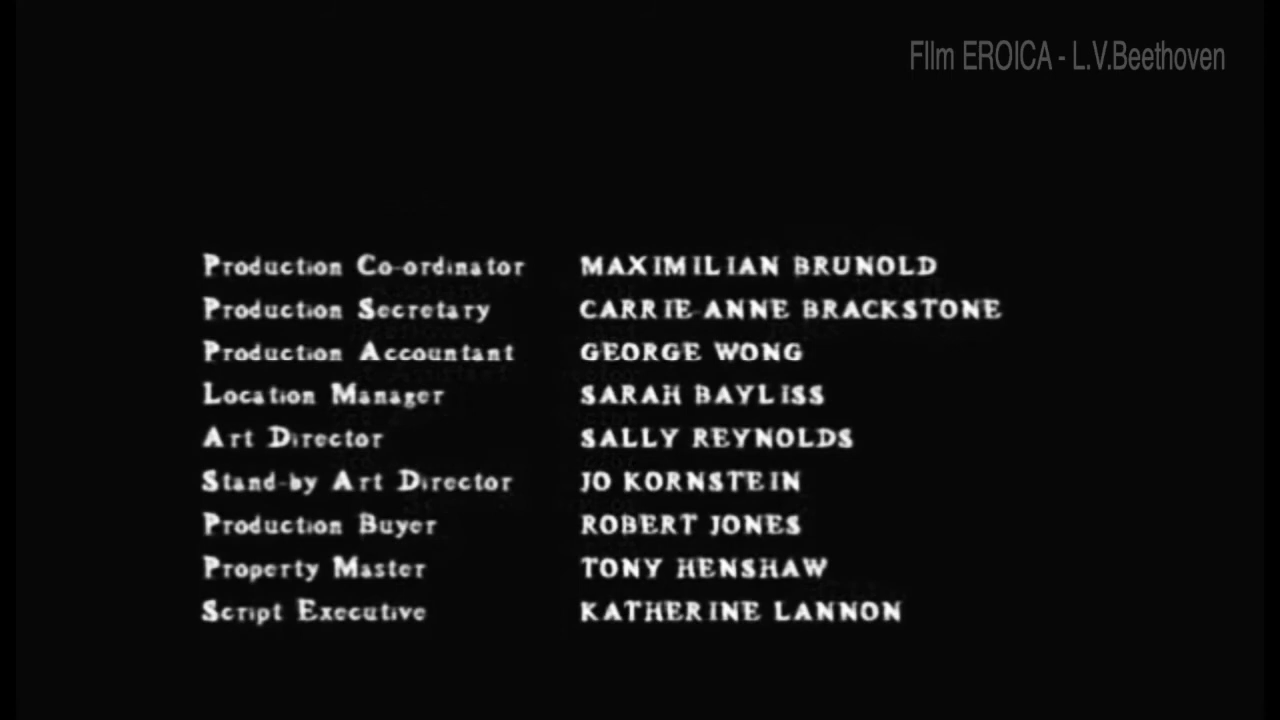 FIlm EROICA - L.V.Beethoven
Production Co-ordinator MAXIMILIAN BRUNOLD
Production Secretary CARRIE-ANNE BRACKSTONE
Production Accountant GEORGE WONG
Location Manager SARAH BAYLISS
Art Director SALLY REYNOLDS
Stand-by Art Director JO KORNSTEIN
Production Buyer ROBERT JONES
Property Master TONY HENSHAW
Script Executive KATHERINE LANNON